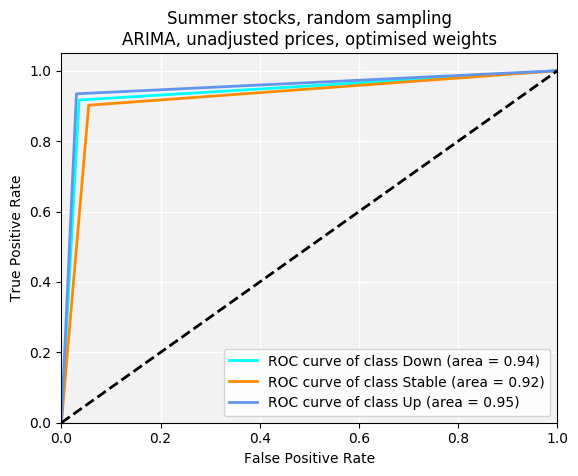 Summer stocks, random sampling
ARIMA, unadjusted prices, optimised weights
True Positive Rate
1.0
0.8
0.6
0.4
0.2
0.0
ROC curve of class Down (area = 0.94)
ROC curve of class Stable (area = 0.92)
ROC curve of class Up (area = 0.95)
0.0 0.2 0.4 0.6 0.8 1.0
False Positive Rate